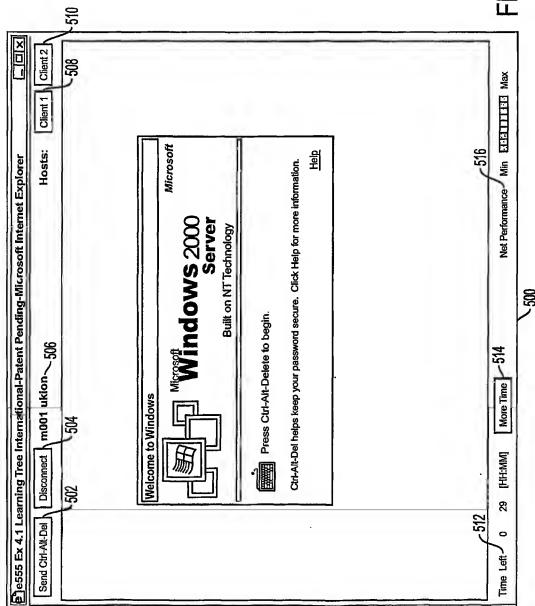 e555 Ex 4.1 Learning Tree International-Patent Pending-Microsoft Internet Explorer
Send Ctrl-Alt-Del Disconnect m001 uklon 506 Hosts: Client 1 Client 2
502 504 508 510
Welcome to Windows
Microsoft
Microsoft
Windows 2000
Server
Built on NT Technology
Press Ctrl-Alt-Delete to begin.
Ctrl-Alt-Del helps keep your password secure. Click Help for more information.
Help
512 514 516
Time Left 0 29 [HH:MM] More Time Net Performance Min Max
500